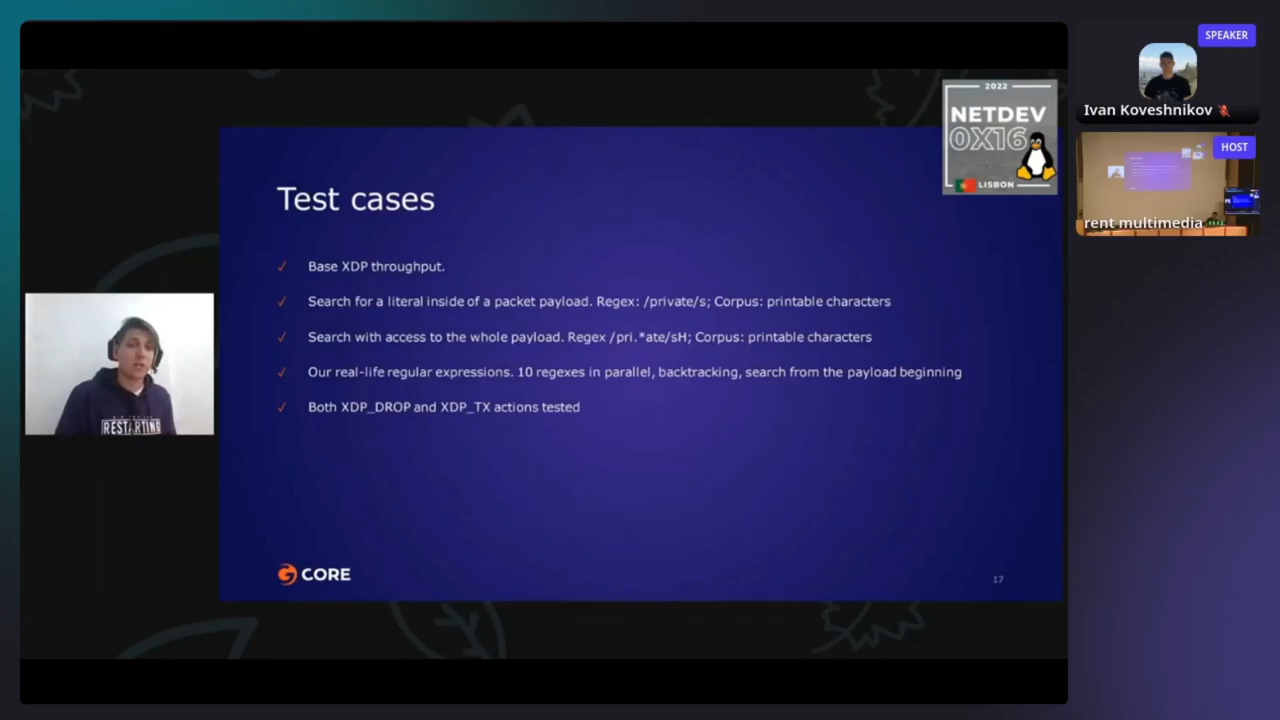 SPEAKER
Ivan Koveshnikov
HOST
rent multimedia
2022
NETDEV
0X16
LISBON
Test cases
✓ Base XDP throughput.
✓ Search for a literal inside of a packet payload. Regex: /private/s; Corpus: printable characters
✓ Search with access to the whole payload. Regex /pri.*ate/sH; Corpus: printable characters
✓ Our real-life regular expressions. 10 regexes in parallel, backtracking, search from the payload beginning
✓ Both XDP_DROP and XDP_TX actions tested
RESTARTING
CORE
17